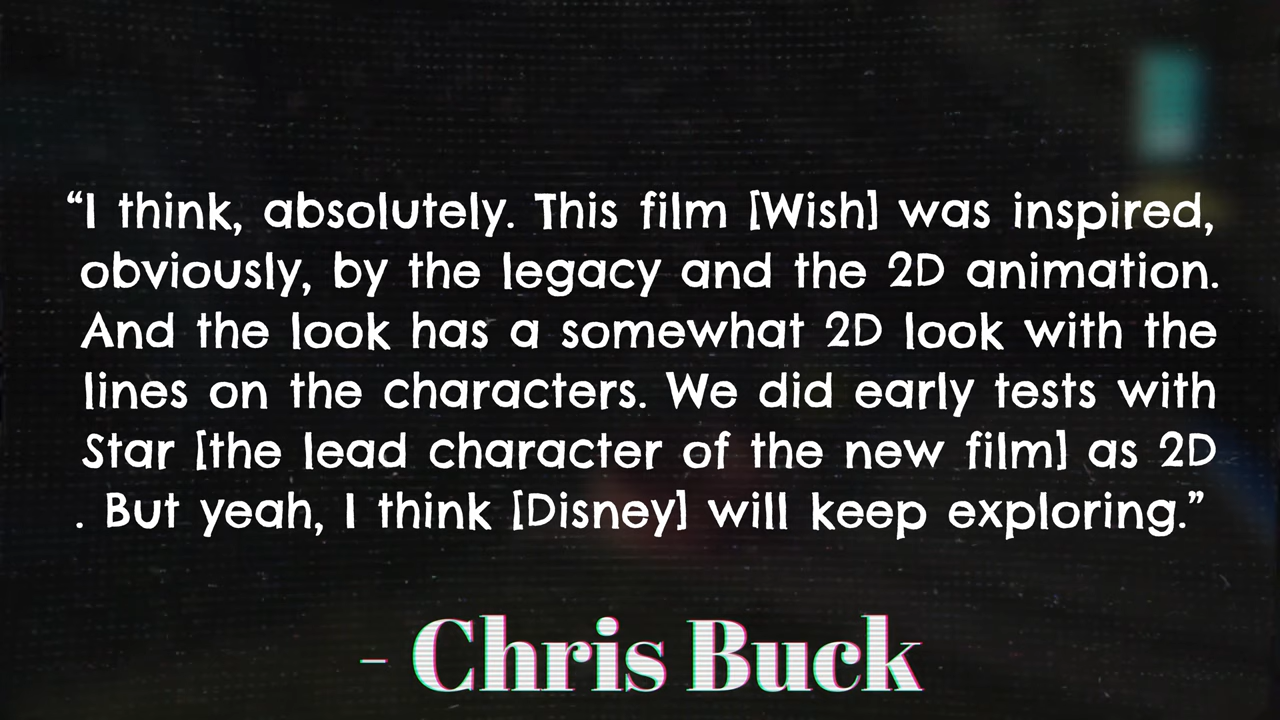 “I think, absolutely. This film [Wish] was inspired,
obviously, by the legacy and the 2D animation.
And the look has a somewhat 2D look with the
lines on the characters. We did early tests with
Star [the lead character of the new film] as 2D
. But yeah, I think [Disney] will keep exploring.”
- Chris Buck